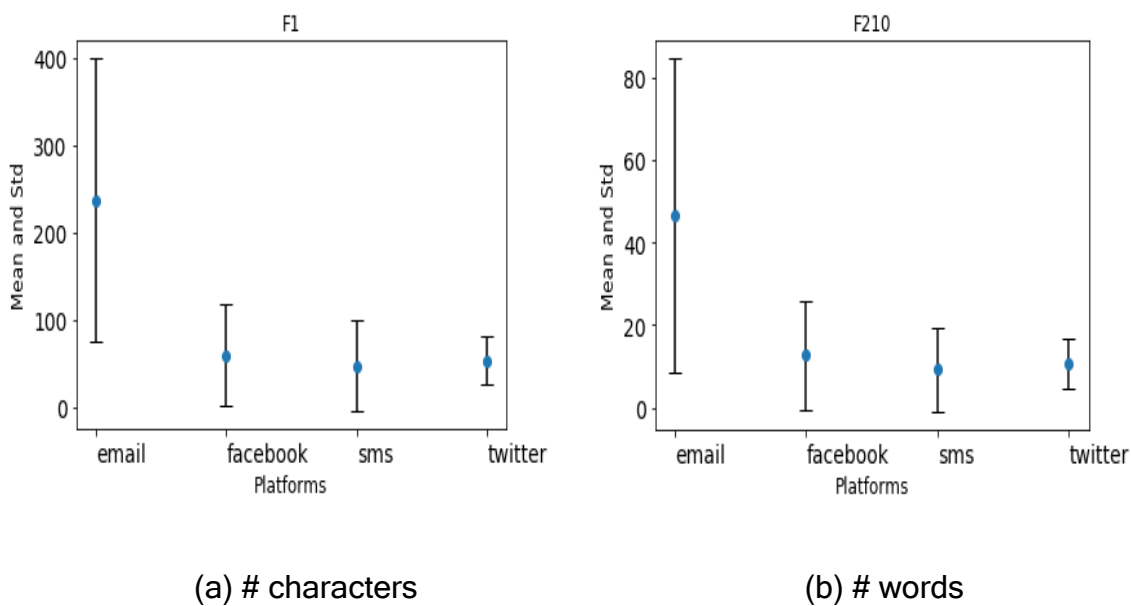 F1
Mean and Std
400
300
200
100
0
email facebook sms twitter
Platforms
(a) # characters
F210
Mean and Std
80
60
40
20
0
email facebook sms twitter
Platforms
(b) # words